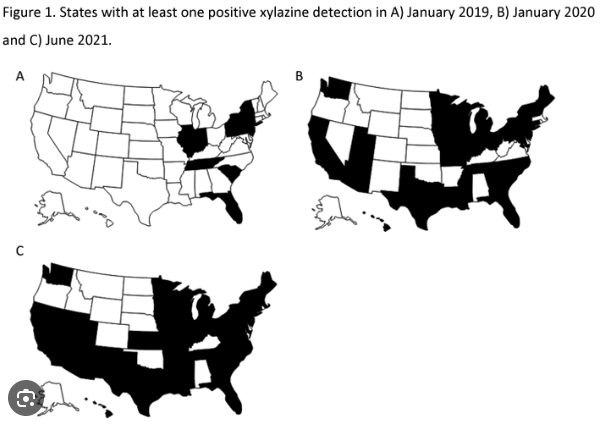 Figure 1. States with at least one positive xylazine detection in A) January 2019, B) January 2020
and C) June 2021.
A
B
C